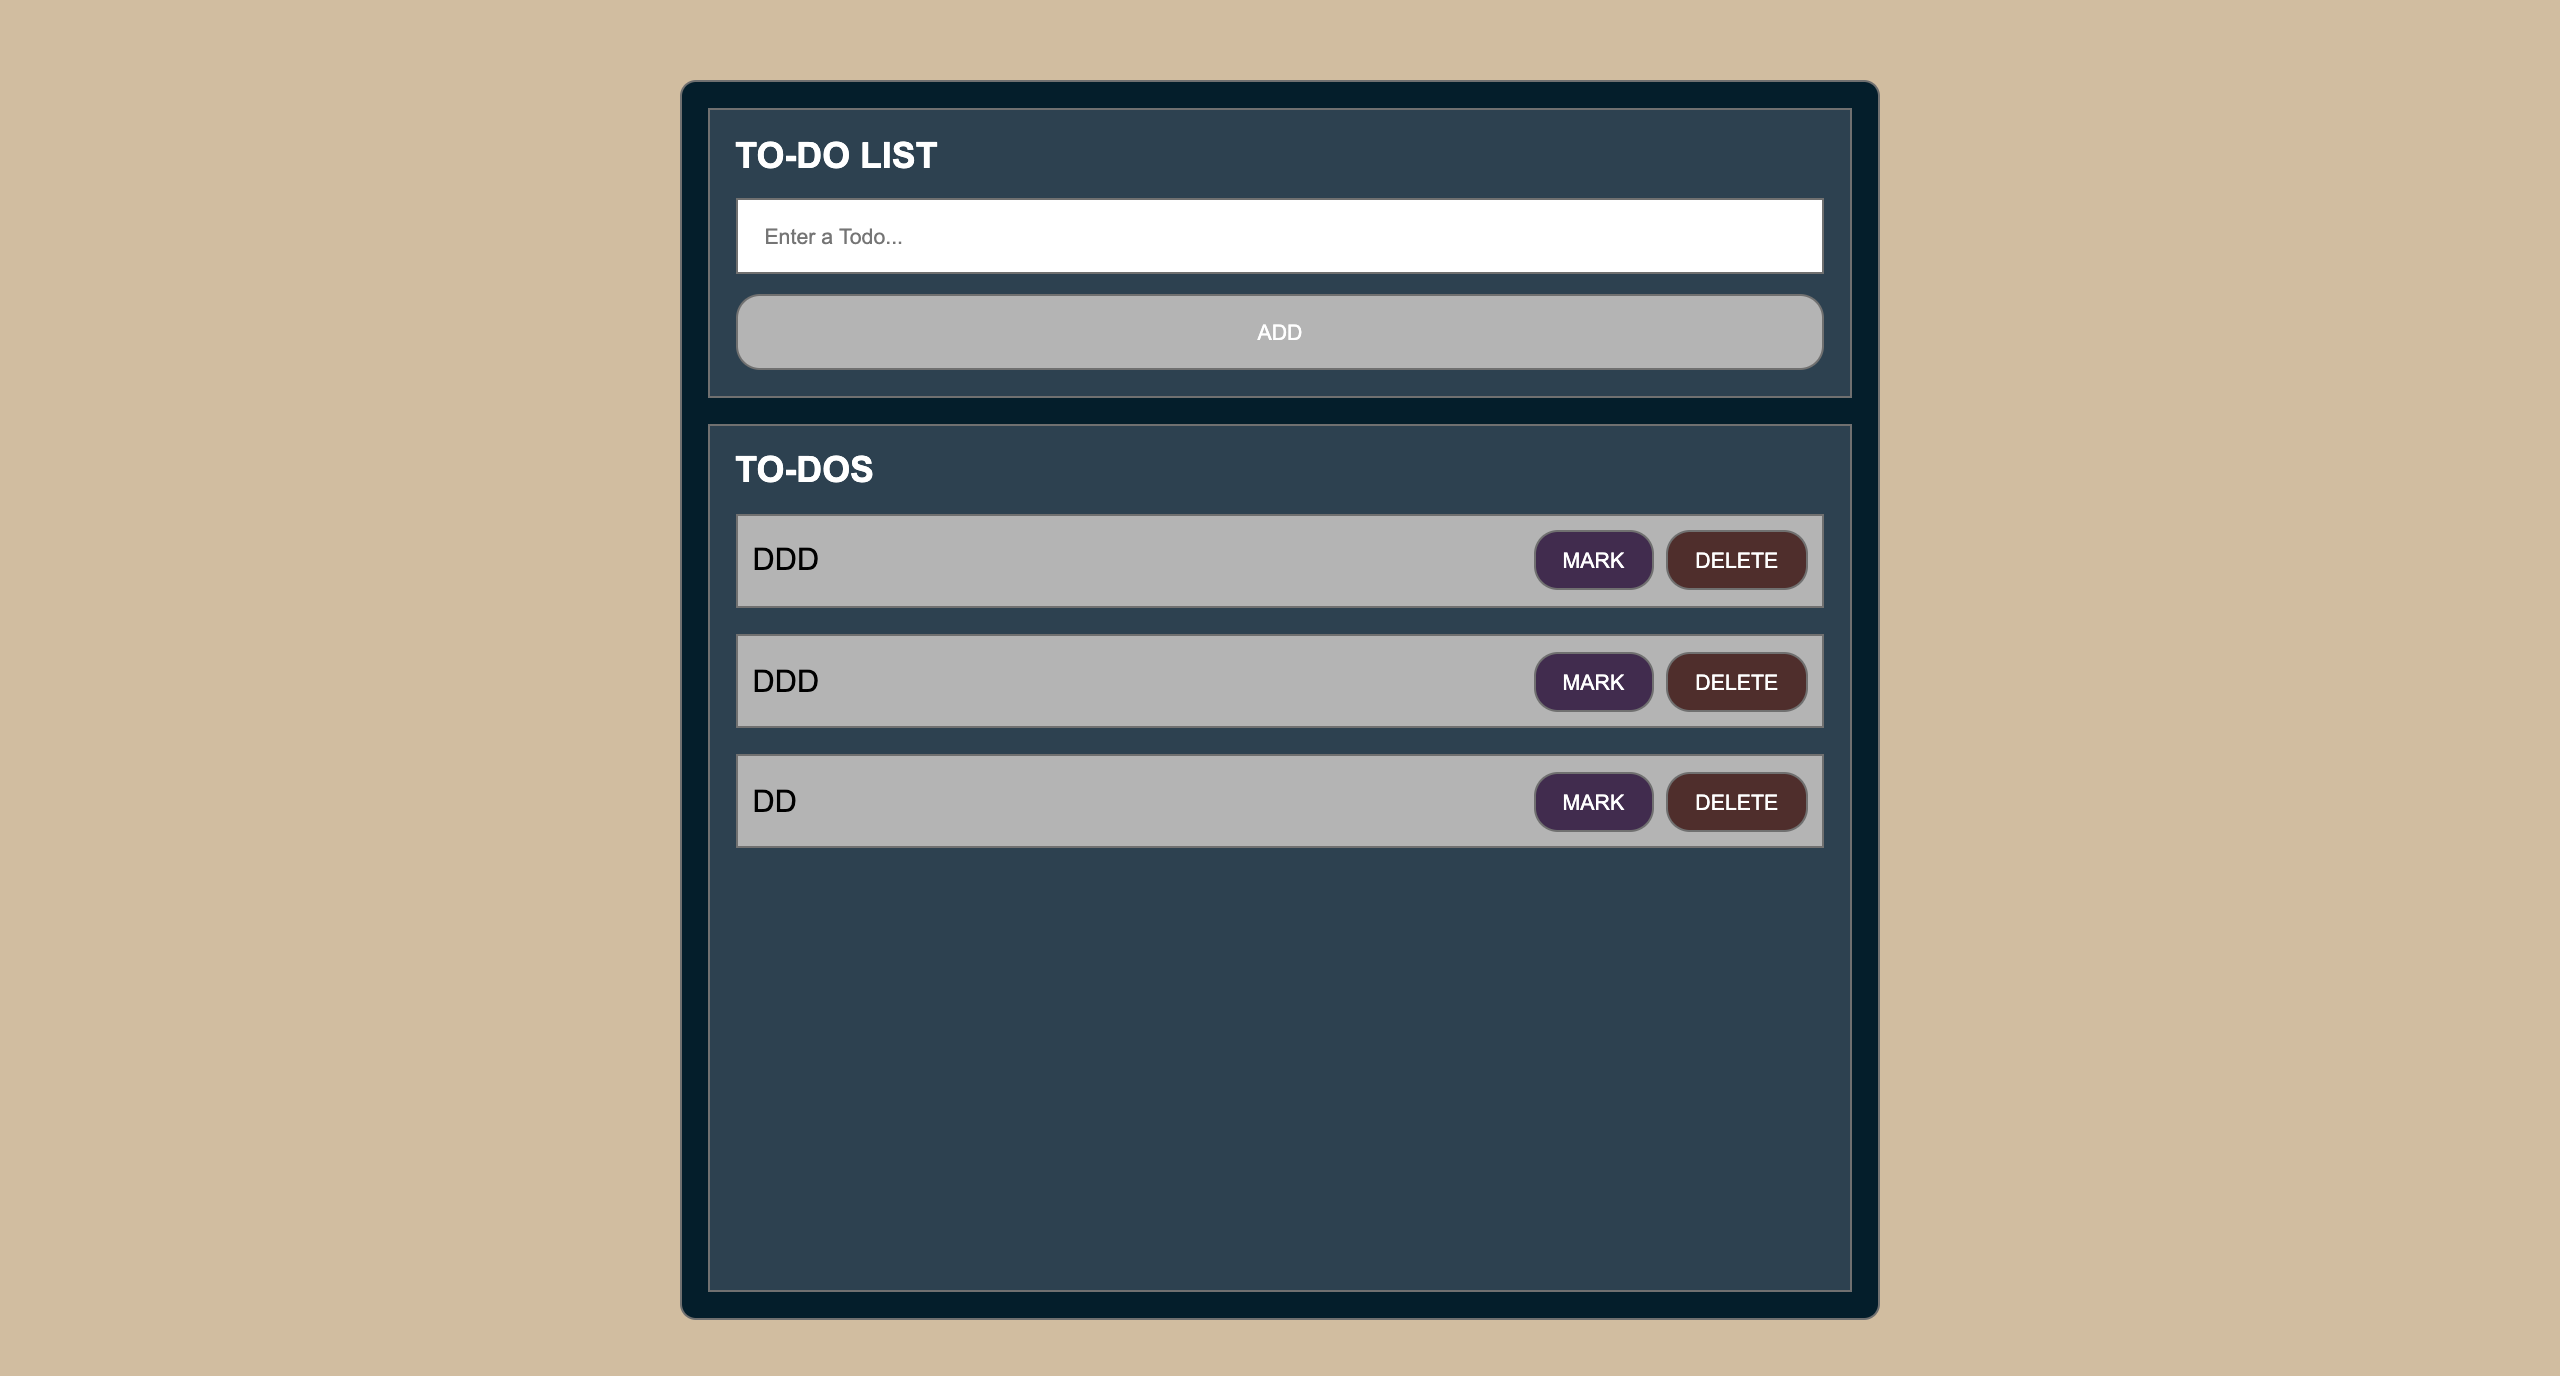 TO-DO LIST
Enter a Todo...
ADD
TO-DOS
DDD MARK DELETE
DDD MARK DELETE
DD MARK DELETE